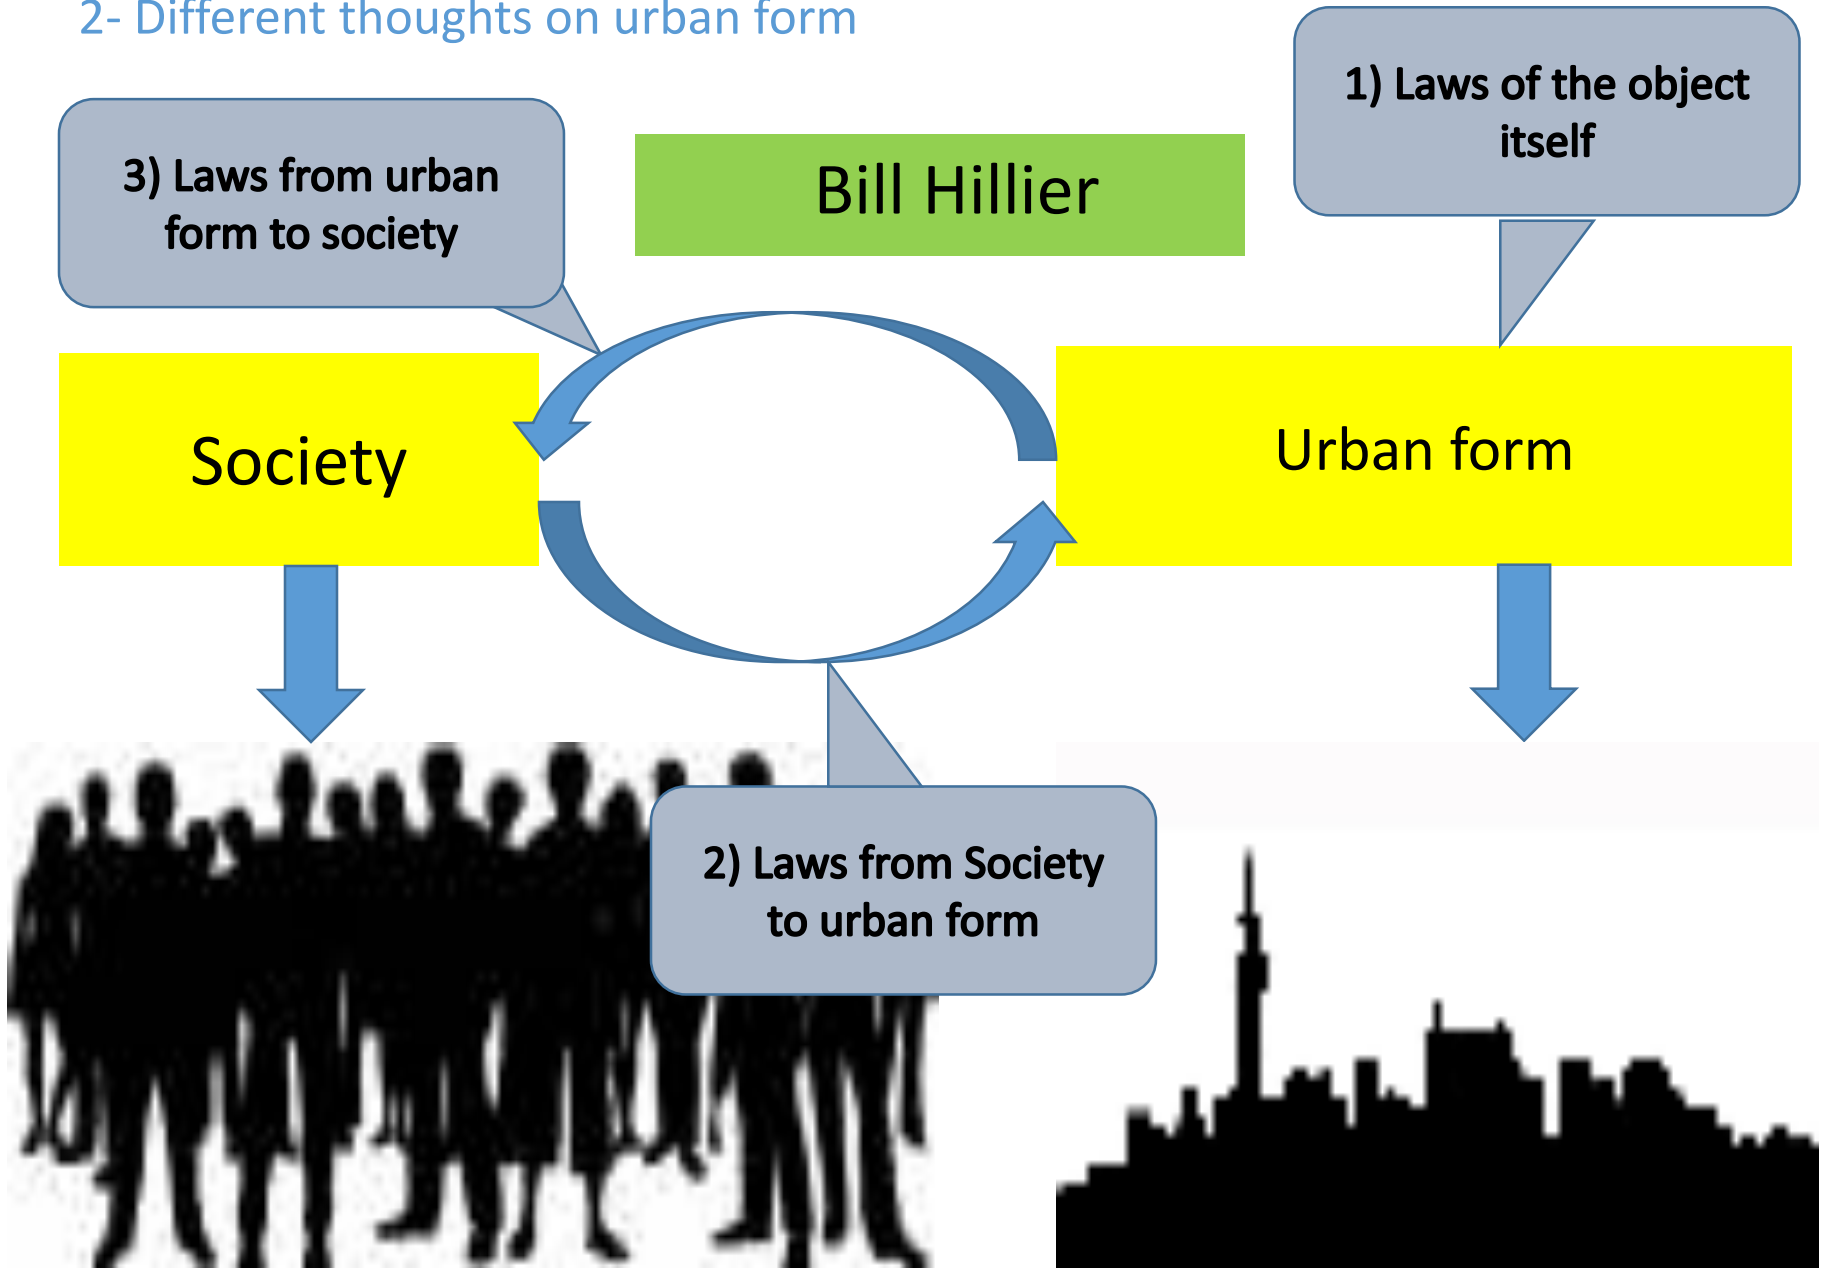 2- Different thoughts on urban form
1) Laws of the object
itself
3) Laws from urban
form to society
Bill Hillier
Society
Urban form
2) Laws from Society
to urban form